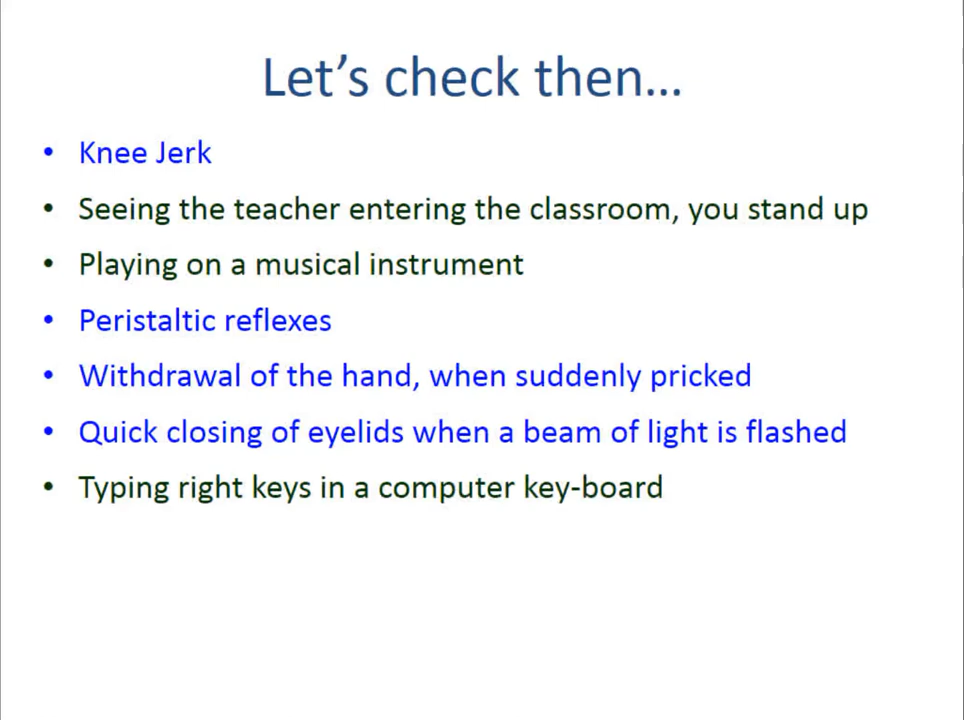 Let’s check then…
• Knee Jerk
• Seeing the teacher entering the classroom, you stand up
• Playing on a musical instrument
• Peristaltic reflexes
• Withdrawal of the hand, when suddenly pricked
• Quick closing of eyelids when a beam of light is flashed
• Typing right keys in a computer key-board